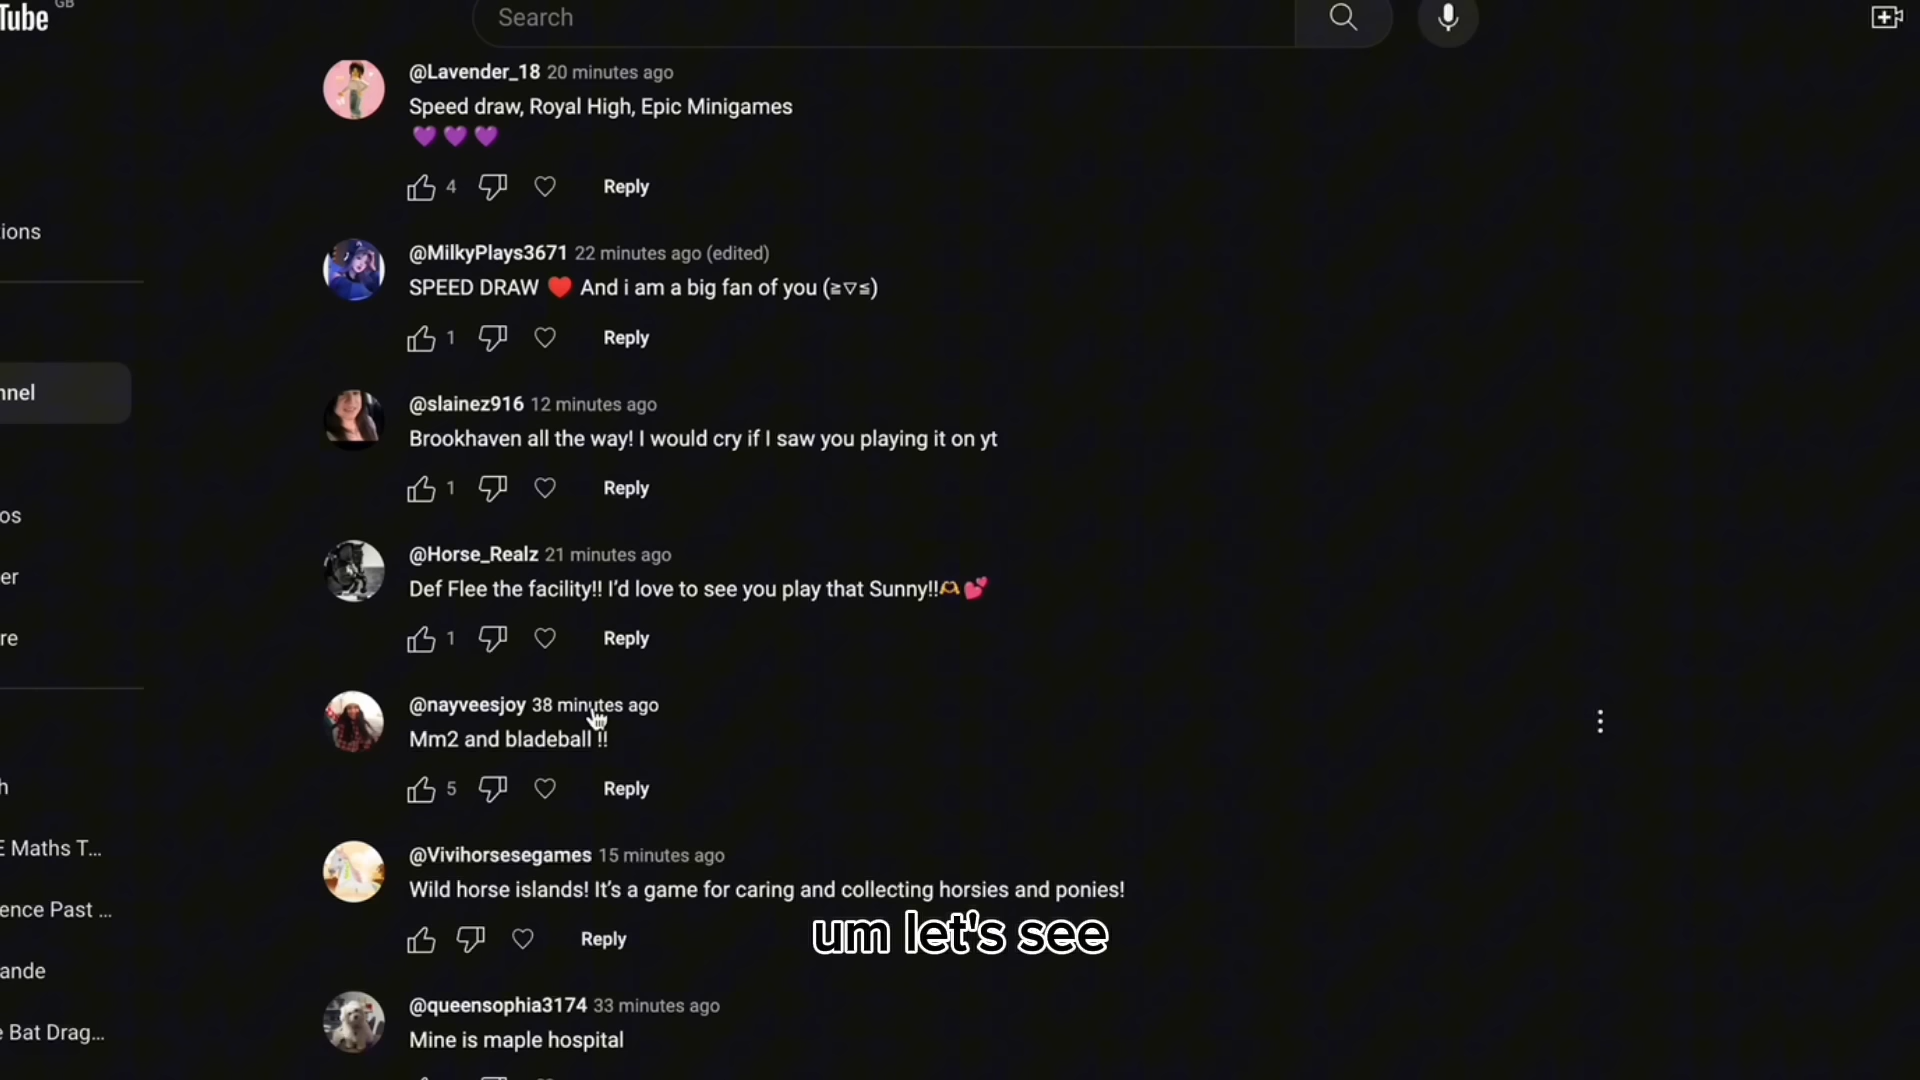 Tube GB
Search
@Lavender_18 20 minutes ago
Speed draw, Royal High, Epic Minigames
💜 💜 💜
4 Reply
tions
@MilkyPlays3671 22 minutes ago (edited)
SPEED DRAW ♥️ And i am a big fan of you (≧▽≦)
1 Reply
nnel
@slainez916 12 minutes ago
Brookhaven all the way! I would cry if I saw you playing it on yt
1 Reply
os
@Horse_Realz 21 minutes ago
er
Def Flee the facility!! I'd love to see you play that Sunny!!🫶💕
re
1 Reply
@nayveesjoy 38 minutes ago
Mm2 and bladeball !!
h
5 Reply
E Maths T...
@Vivihorsesegames 15 minutes ago
Wild horse islands! It's a game for caring and collecting horsies and ponies!
ence Past ...
um let's see
Reply
ande
@queensophia3174 33 minutes ago
e Bat Drag...
Mine is maple hospital